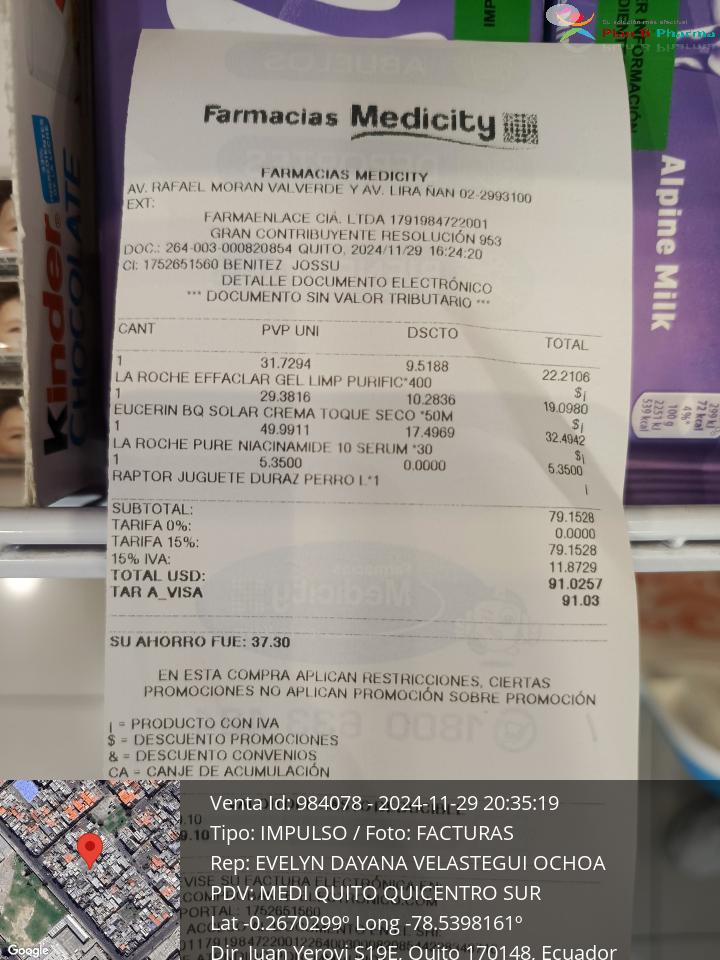 Su solución más efectiva!
Plan B Pharma
Farmacias Medicity
FARMACIAS MEDICITY
AV. RAFAEL MORAN VALVERDE Y AV. LIRA ÑAN 02-2993100
EXT:
FARMAENLACE CIA. LTDA 1791984722001
GRAN CONTRIBUYENTE RESOLUCIÓN 953
DOC.: 264-003-000820854 QUITO, 2024/11/29 16:24:20
CI: 1752651560 BENITEZ JOSSU
DETALLE DOCUMENTO ELECTRÓNICO
*** DOCUMENTO SIN VALOR TRIBUTARIO ***
CANT PVP UNI DSCTO TOTAL
1 31.7294 9.5188 22.2106
LA ROCHE EFFACLAR GEL LIMP PURIFIC*400 $¡
1 29.3816 10.2836 19.0980
EUCERIN BQ SOLAR CREMA TOQUE SECO *50M $¡
1 49.9911 17.4969 32.4942
LA ROCHE PURE NIACINAMIDE 10 SERUM *30 $¡
1 5.3500 0.0000 5.3500
RAPTOR JUGUETE DURAZ PERRO L*1 ¡
SUBTOTAL: 79.1528
TARIFA 0%: 0.0000
TARIFA 15%: 79.1528
15% IVA: 11.8729
TOTAL USD: 91.0257
TAR A_VISA 91.03
SU AHORRO FUE: 37.30
EN ESTA COMPRA APLICAN RESTRICCIONES, CIERTAS
PROMOCIONES NO APLICAN PROMOCIÓN SOBRE PROMOCIÓN
¡ = PRODUCTO CON IVA
$ = DESCUENTO PROMOCIONES
& = DESCUENTO CONVENIOS
CA = CANJE DE ACUMULACIÓN
kinder
CHOCOLATE
Alpine Milk
Venta Id: 984078 - 2024-11-29 20:35:19
Tipo: IMPULSO / Foto: FACTURAS
Rep: EVELYN DAYANA VELASTEGUI OCHOA
PDV: MEDI QUITO QUICENTRO SUR
Lat -0.2670299º Long -78.5398161º
Dir. Juan Yerovi S19E, Quito 170148, Ecuador
Google